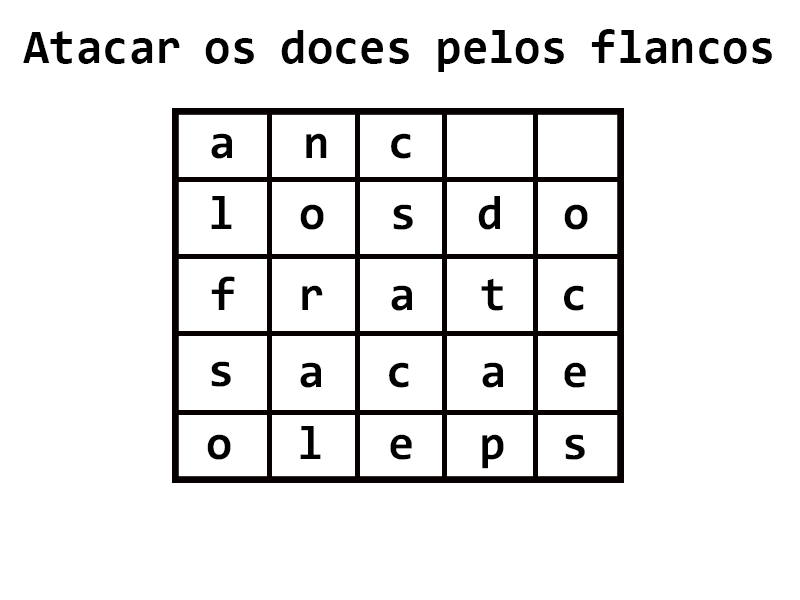 Atacar os doces pelos flancos
a n c
l o s d o
f r a t c
s a c a e
o l e p s